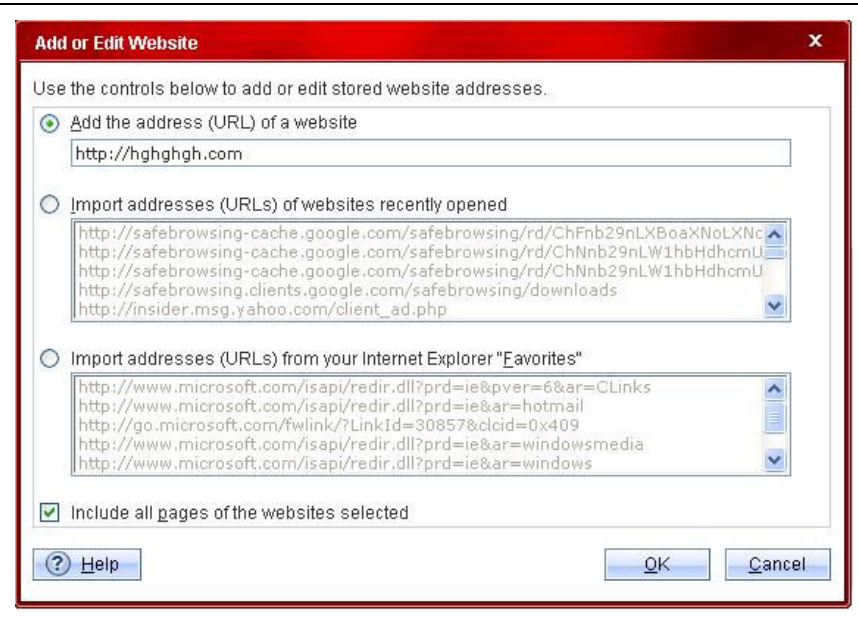 Add or Edit Website
x
Use the controls below to add or edit stored website addresses.
Add the address (URL) of a website
http://hghghgh.com
Import addresses (URLs) of websites recently opened
http://safebrowsing-cache.google.com/safebrowsing/rd/ChFnb29nLXBoaXNoLXNc
http://safebrowsing-cache.google.com/safebrowsing/rd/ChNnb29nLW1hbHdhcmU
http://safebrowsing-cache.google.com/safebrowsing/rd/ChNnb29nLW1hbHdhcmU
http://safebrowsing.clients.google.com/safebrowsing/downloads
http://insider.msg.yahoo.com/client_ad.php
Import addresses (URLs) from your Internet Explorer "Favorites"
http://www.microsoft.com/isapi/redir.dll?prd=ie&pver=6&ar=CLinks
http://www.microsoft.com/isapi/redir.dll?prd=ie&ar=hotmail
http://go.microsoft.com/fwlink/?LinkId=30857&clcid=0x409
http://www.microsoft.com/isapi/redir.dll?prd=ie&ar=windowsmedia
http://www.microsoft.com/isapi/redir.dll?prd=ie&ar=windows
Include all pages of the websites selected
? Help
OK
Cancel